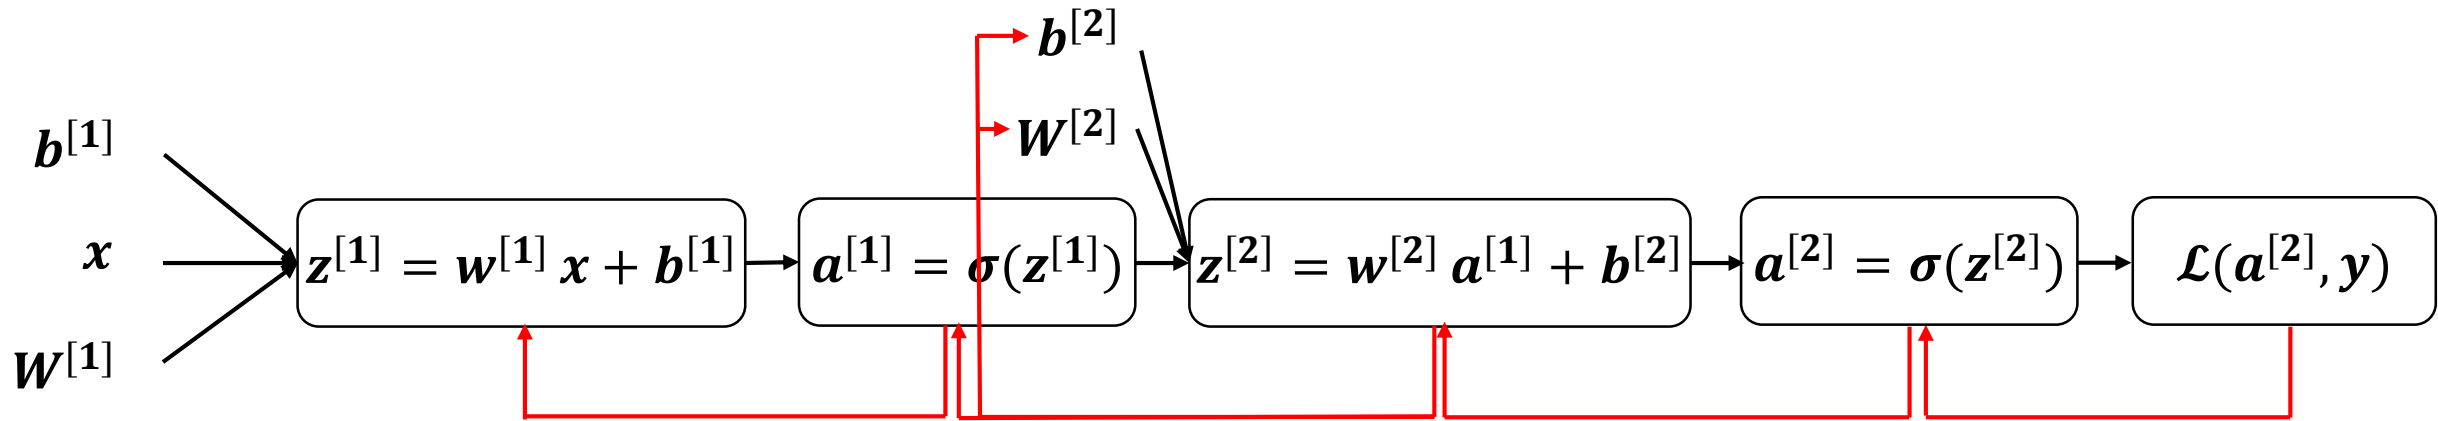 b^[2]
W^[2]
b^[1]
x
W^[1]
z^[1] = w^[1] x + b^[1]
a^[1] = σ(z^[1])
z^[2] = w^[2] a^[1] + b^[2]
a^[2] = σ(z^[2])
ℒ(a^[2], y)